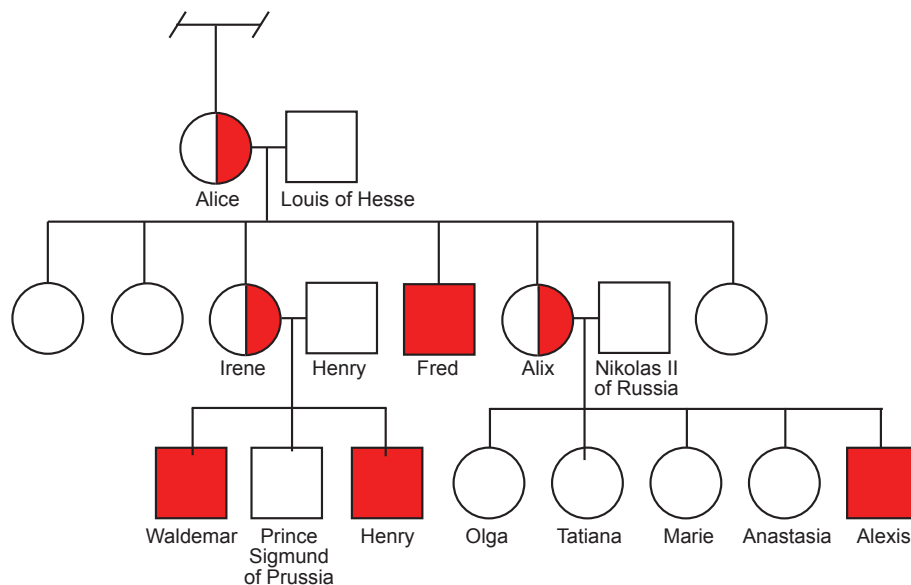 Alice
Louis of Hesse
Irene
Henry
Fred
Alix
Nikolas II
of Russia
Waldemar
Prince
Sigmund
of Prussia
Henry
Olga
Tatiana
Marie
Anastasia
Alexis